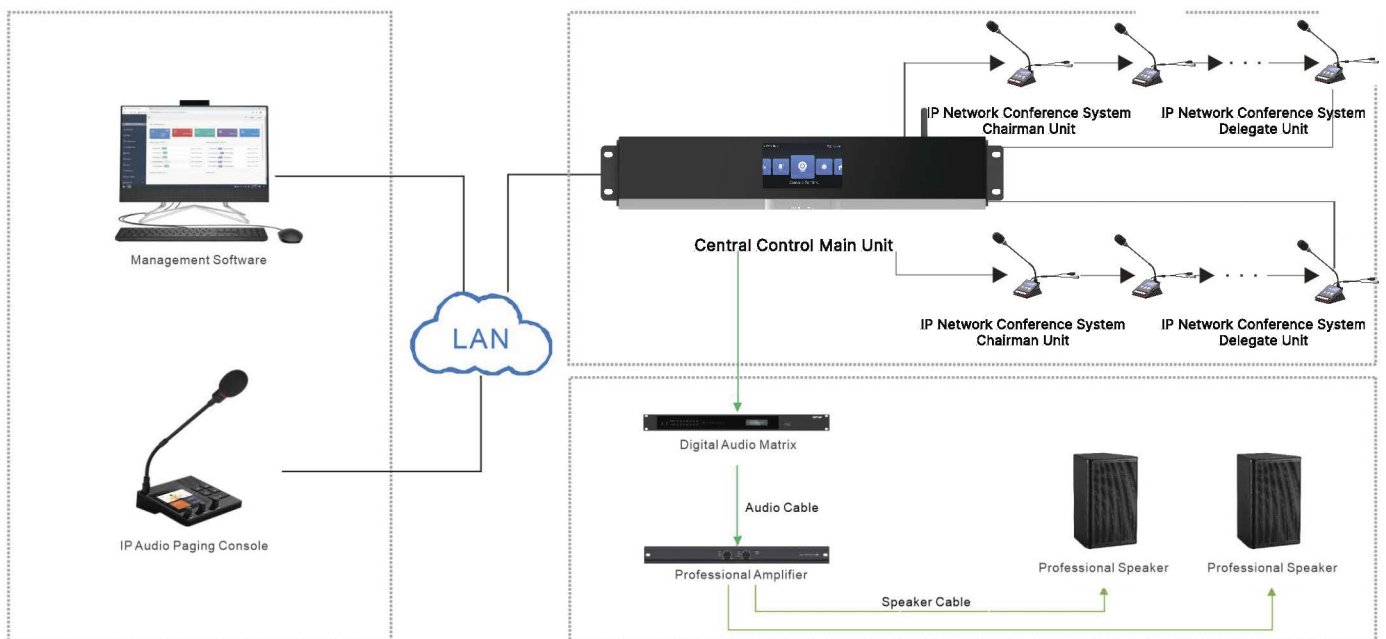 Management Software
IP Audio Paging Console
LAN
Central Control Main Unit
IP Network Conference System
Chairman Unit
IP Network Conference System
Delegate Unit
IP Network Conference System
Chairman Unit
IP Network Conference System
Delegate Unit
Digital Audio Matrix
Audio Cable
Professional Amplifier
Speaker Cable
Professional Speaker
Professional Speaker